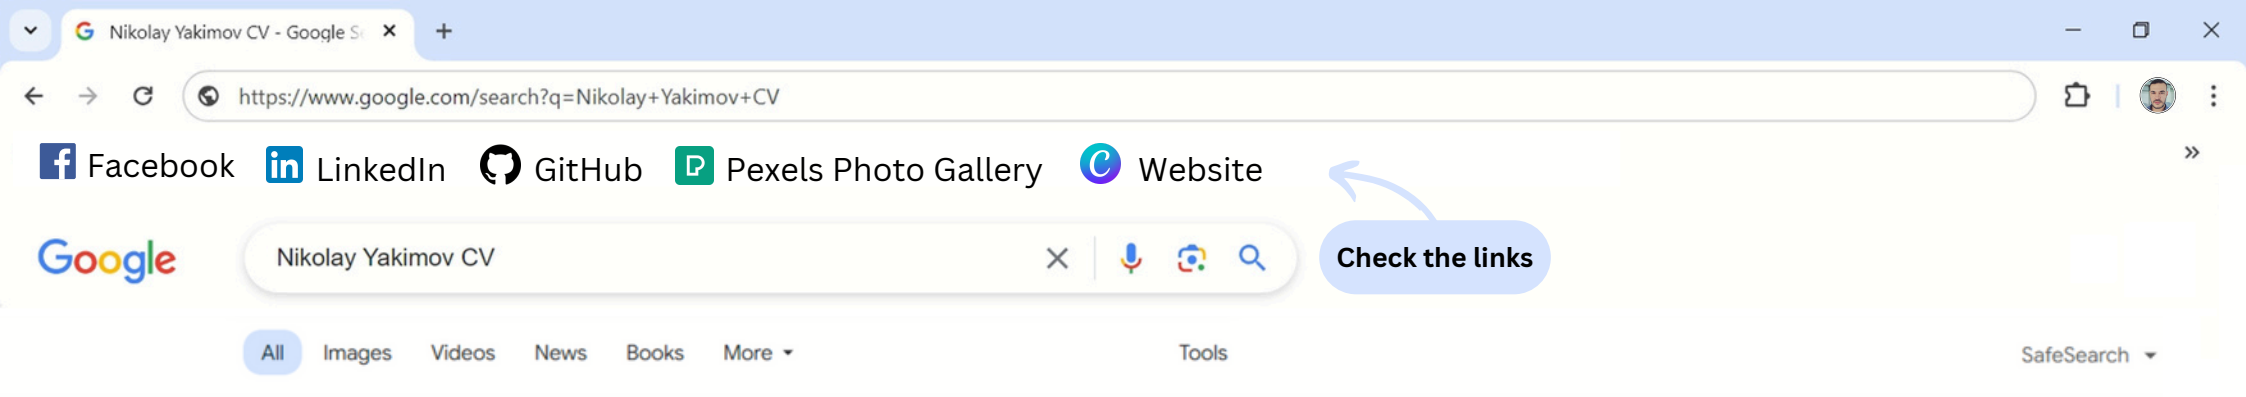 Nikolay Yakimov CV - Google S
https://www.google.com/search?q=Nikolay+Yakimov+CV
Facebook LinkedIn GitHub Pexels Photo Gallery Website
Google Nikolay Yakimov CV Check the links
All Images Videos News Books More Tools SafeSearch